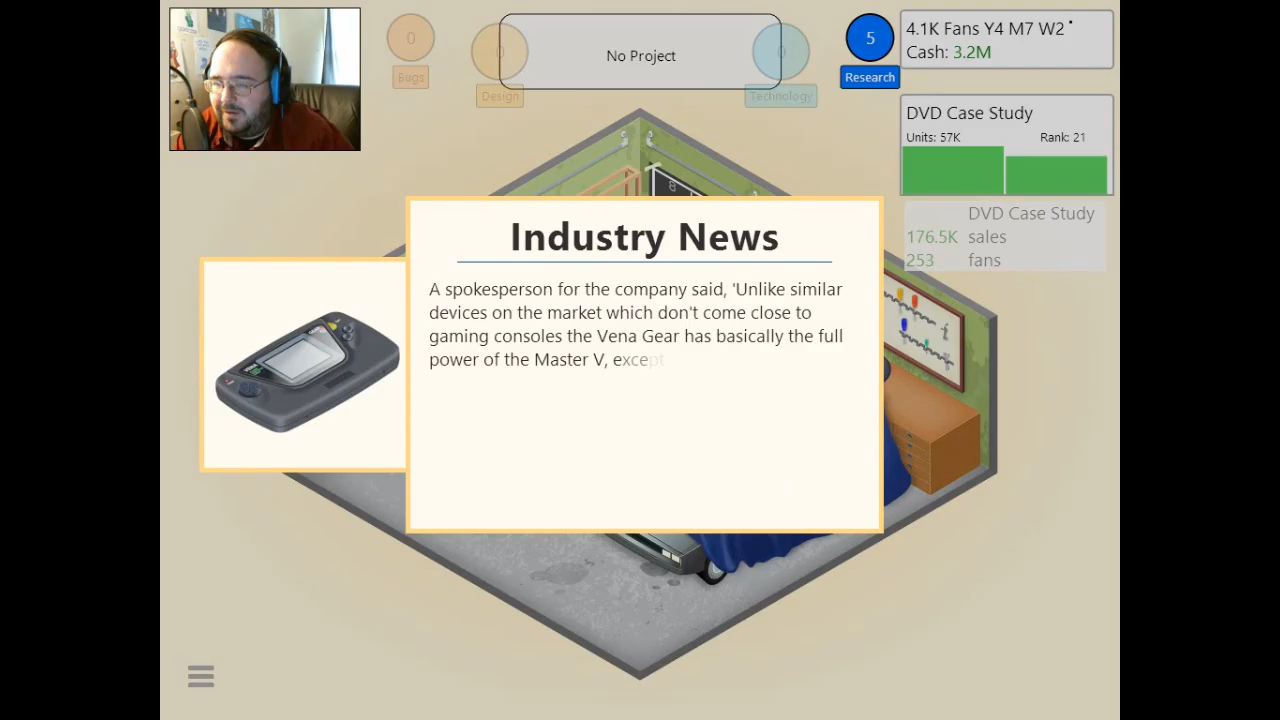 0
Bugs
0
Design
No Project
0
Technology
5
Research
4.1K Fans Y4 M7 W2
Cash: 3.2M
DVD Case Study
Units: 57K Rank: 21
DVD Case Study
176.5K sales
253 fans
Industry News
A spokesperson for the company said, 'Unlike similar
devices on the market which don't come close to
gaming consoles the Vena Gear has basically the full
power of the Master V, except